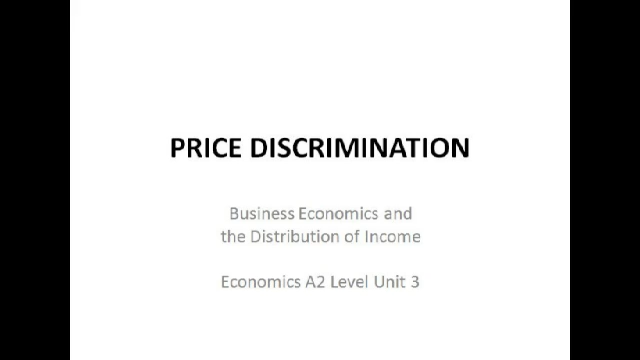 PRICE DISCRIMINATION
Business Economics and
the Distribution of Income
Economics A2 Level Unit 3